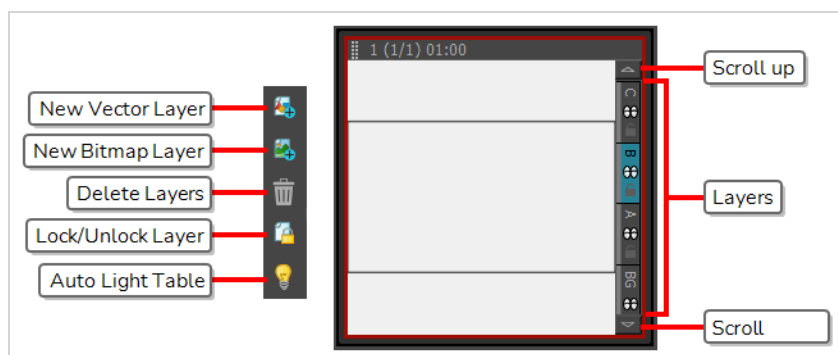 1 (1/1) 01:00
Scroll up
New Vector Layer
New Bitmap Layer
Delete Layers
Lock/Unlock Layer
Auto Light Table
C
B
A
BG
Layers
Scroll